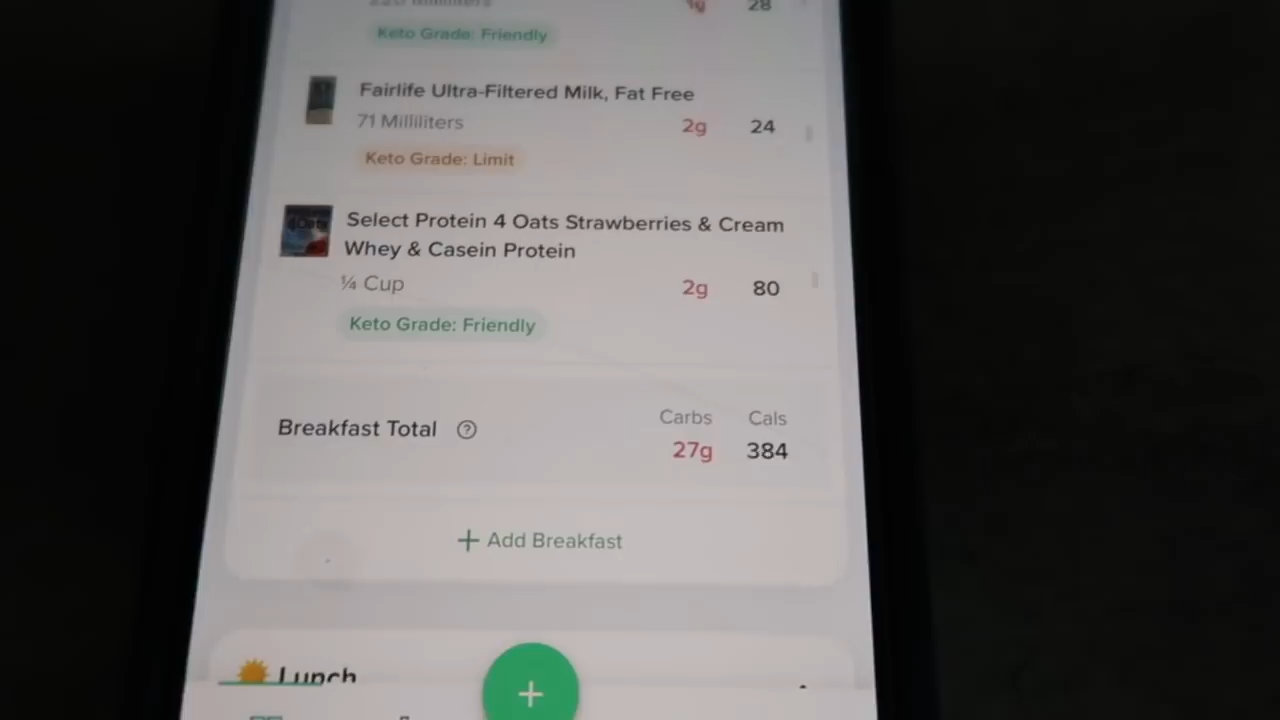 28
Keto Grade: Friendly
Fairlife Ultra-Filtered Milk, Fat Free
71 Milliliters 2g 24
Keto Grade: Limit
Select Protein 4 Oats Strawberries & Cream
Whey & Casein Protein
¼ Cup 2g 80
Keto Grade: Friendly
Carbs Cals
Breakfast Total ? 27g 384
+ Add Breakfast
Lunch
+